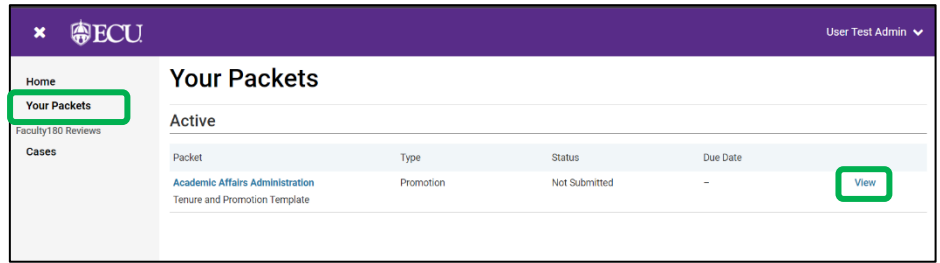 ✖ ECU User Test Admin
Home
Your Packets
Faculty180 Reviews
Cases
Your Packets
Active
Packet Type Status Due Date
Academic Affairs Administration Promotion Not Submitted – View
Tenure and Promotion Template